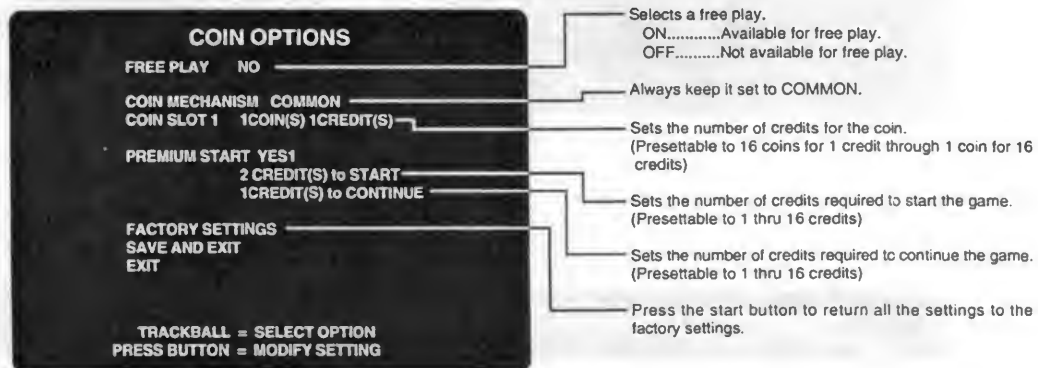 COIN OPTIONS
FREE PLAY NO
COIN MECHANISM COMMON
COIN SLOT 1 1COIN(S) 1CREDIT(S)
PREMIUM START YES1
2 CREDIT(S) to START
1CREDIT(S) to CONTINUE
FACTORY SETTINGS
SAVE AND EXIT
EXIT
TRACKBALL = SELECT OPTION
PRESS BUTTON = MODIFY SETTING
Selects a free play.
ON............Available for free play.
OFF..........Not available for free play.
Always keep it set to COMMON.
Sets the number of credits for the coin.
(Presettable to 16 coins for 1 credit through 1 coin for 16
credits)
Sets the number of credits required to start the game.
(Presettable to 1 thru 16 credits)
Sets the number of credits required to continue the game.
(Presettable to 1 thru 16 credits)
Press the start button to return all the settings to the
factory settings.